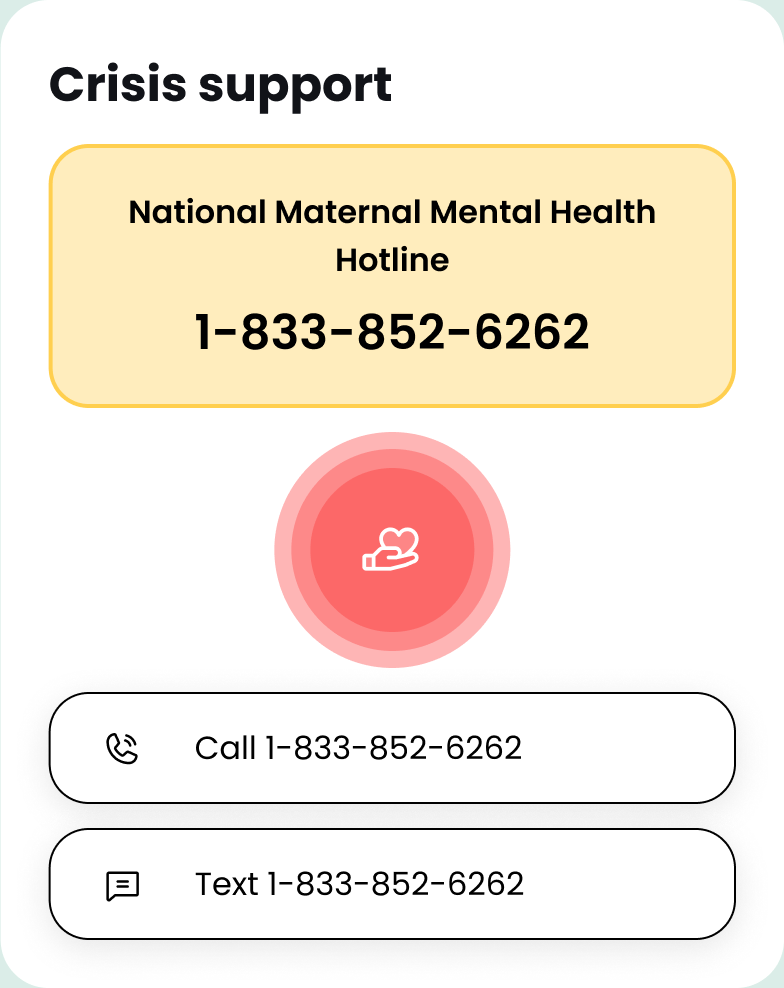 Crisis support
National Maternal Mental Health
Hotline
1-833-852-6262
Call 1-833-852-6262
Text 1-833-852-6262